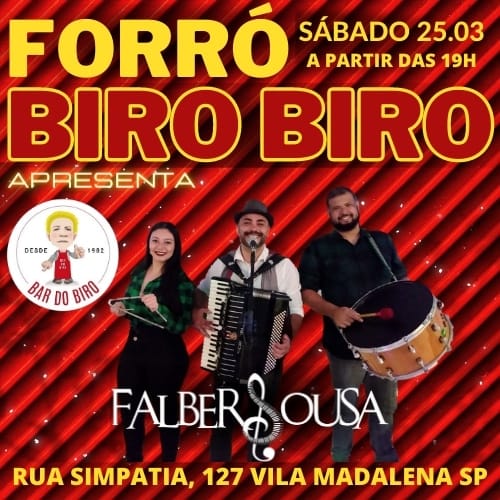 FORRÓ
SÁBADO 25.03
A PARTIR DAS 19H
BIRO BIRO
APRESENTA
DESDE 1982
BAR DO BIRO
FALBER SOUSA
RUA SIMPATIA, 127 VILA MADALENA SP